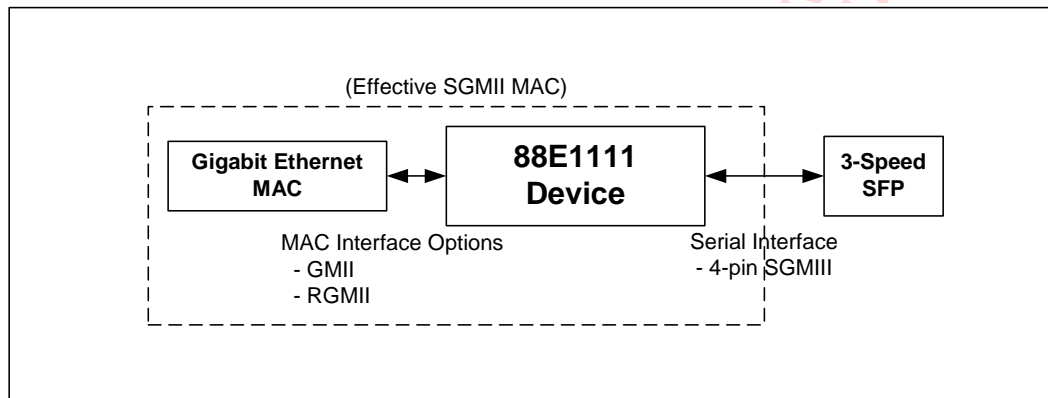 (Effective SGMII MAC)
Gigabit Ethernet
MAC
88E1111
Device
3-Speed
SFP
MAC Interface Options
- GMII
- RGMII
Serial Interface
- 4-pin SGMIII